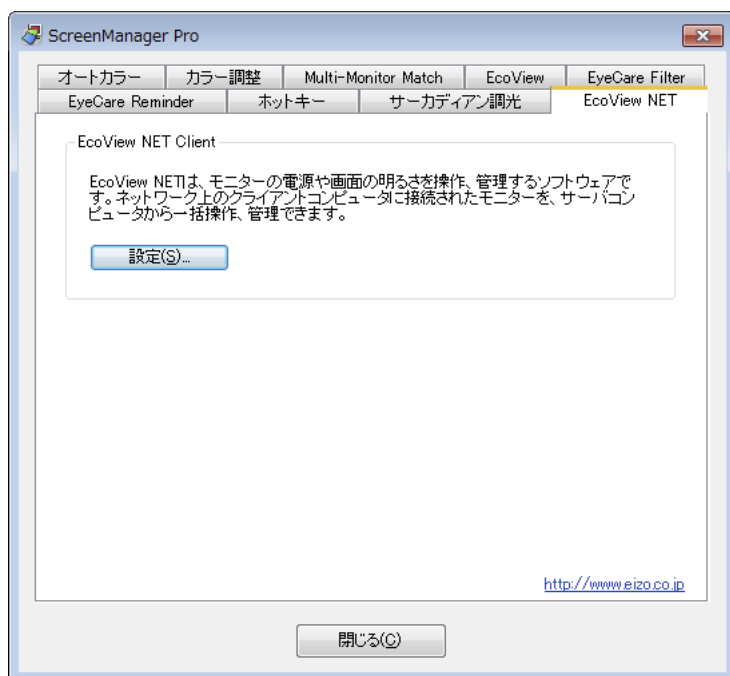 ScreenManager Pro
オートカラー カラー調整 Multi-Monitor Match EcoView EyeCare Filter
EyeCare Reminder ホットキー サーカディアン調光 EcoView NET
EcoView NET Client
EcoView NETは、モニターの電源や画面の明るさを操作、管理するソフトウェアで
す。ネットワーク上のクライアントコンピュータに接続されたモニターを、サーバコン
ピュータから一括操作、管理できます。
設定(S)...
http://www.eizo.co.jp
閉じる(C)